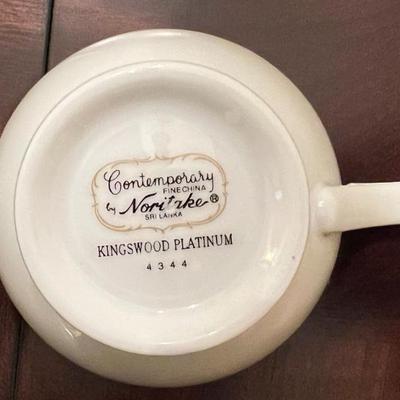 Contemporary
FINE CHINA
by Noritake®
SRI LANKA
KINGSWOOD PLATINUM
4344